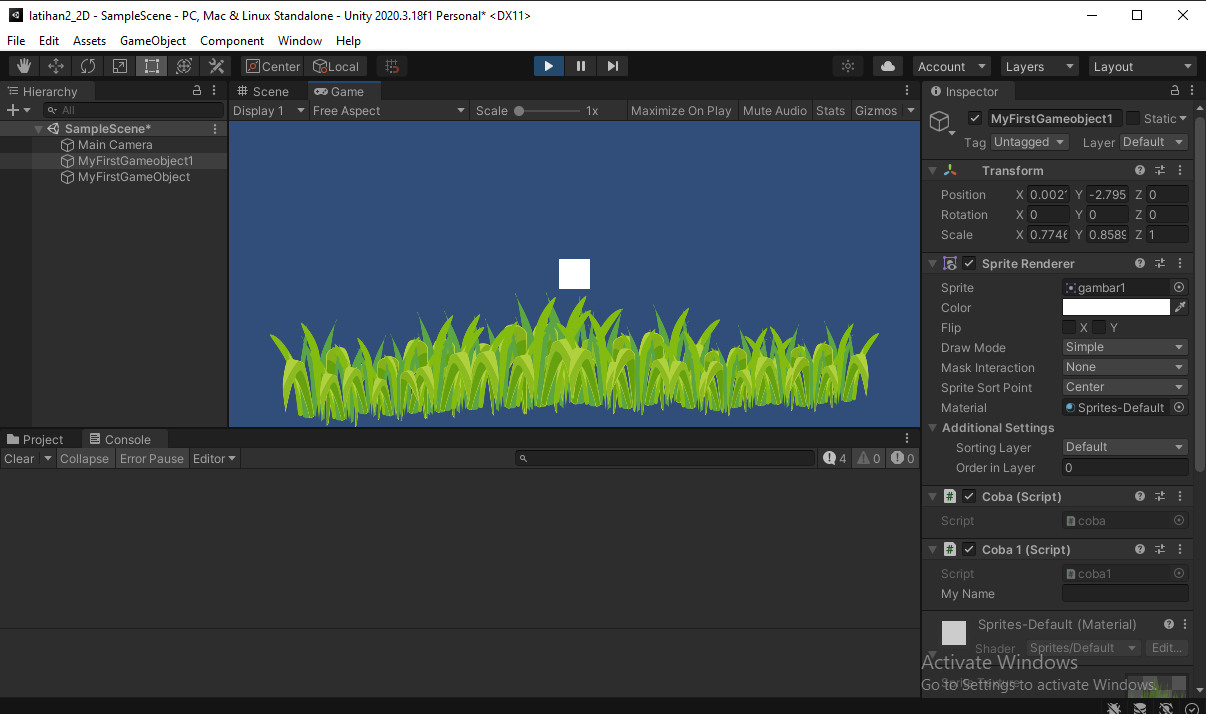 latihan2_2D - SampleScene - PC, Mac & Linux Standalone - Unity 2020.3.18f1 Personal* <DX11>
File Edit Assets GameObject Component Window Help
Center Local Account Layers Layout
Hierarchy
All
SampleScene*
Main Camera
MyFirstGameobject1
MyFirstGameObject
Scene Game
Display 1 Free Aspect Scale 1x Maximize On Play Mute Audio Stats Gizmos
Project Console
Clear Collapse Error Pause Editor 4 0 0
Inspector
MyFirstGameobject1 Static
Tag Untagged Layer Default
Transform
Position X 0.002 Y -2.795 Z 0
Rotation X 0 Y 0 Z 0
Scale X 0.7746 Y 0.8589 Z 1
Sprite Renderer
Sprite gambar1
Color
Flip X Y
Draw Mode Simple
Mask Interaction None
Sprite Sort Point Center
Material Sprites-Default
Additional Settings
Sorting Layer Default
Order in Layer 0
Coba (Script)
Script coba
Coba 1 (Script)
Script coba1
My Name
Sprites-Default (Material)
Shader Sprites/Default Edit...
Activate Windows
Go to Settings to activate Windows.